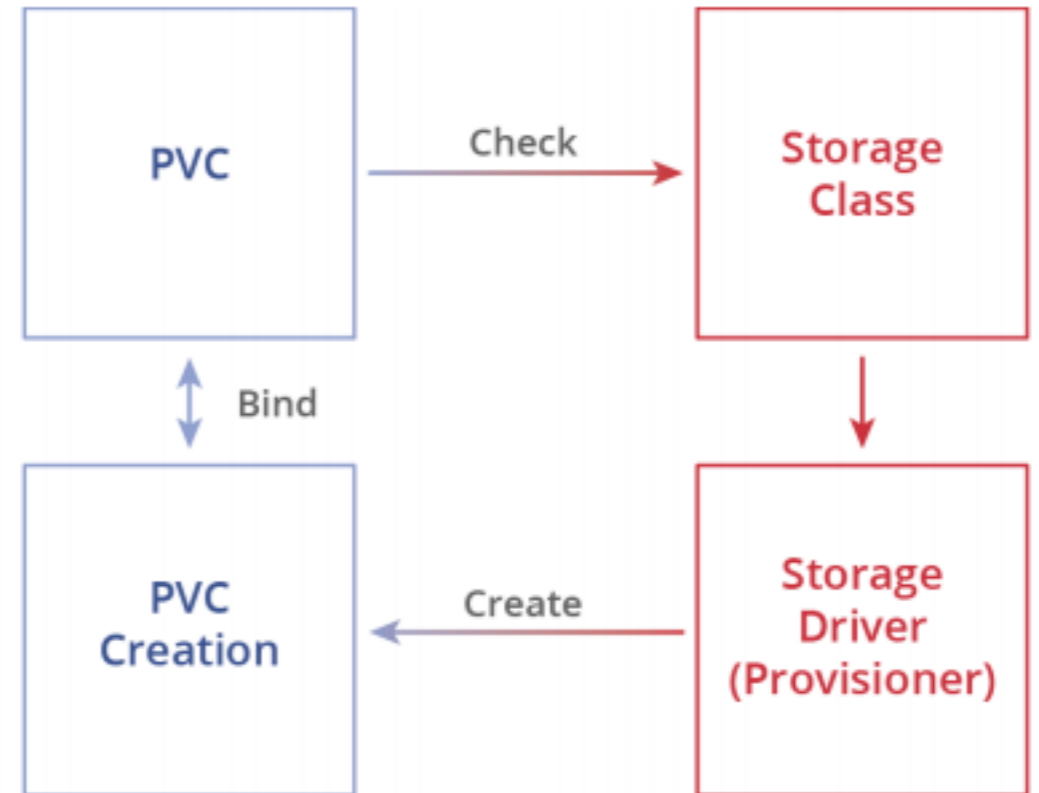 PVC
Check
Storage
Class
Bind
PVC
Creation
Create
Storage
Driver
(Provisioner)